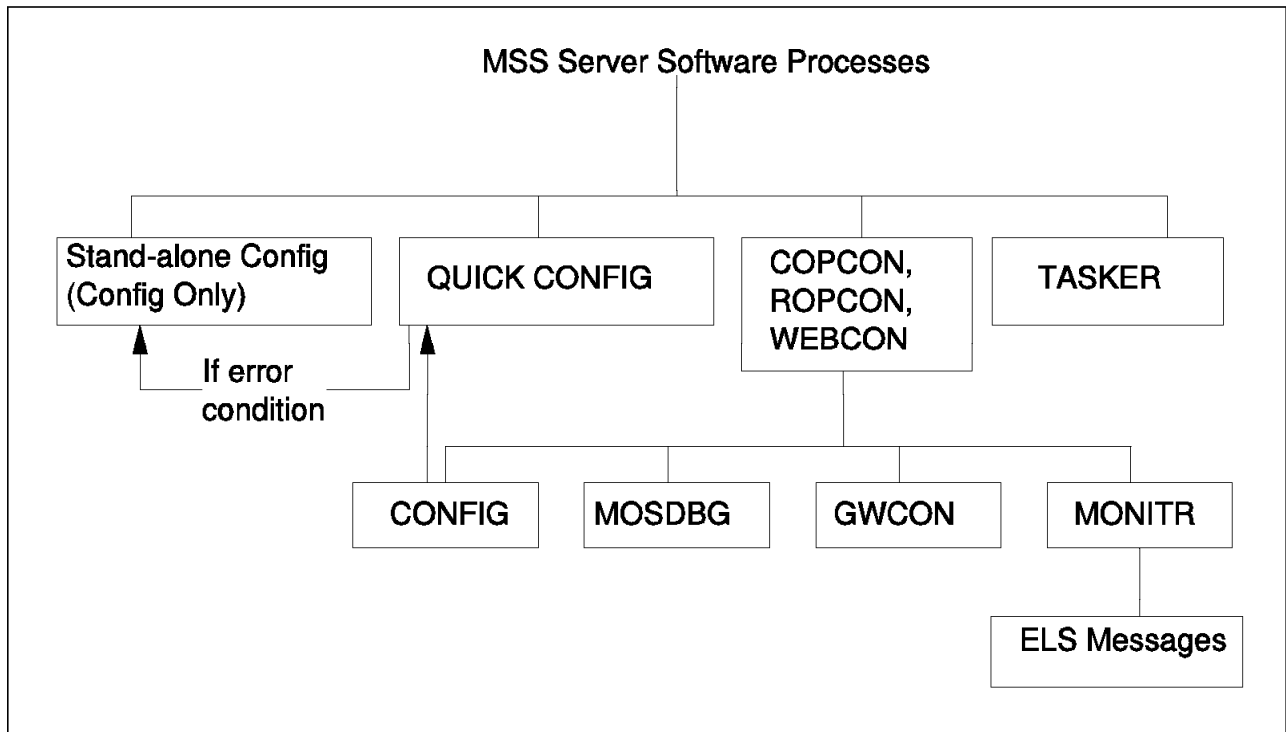 MSS Server Software Processes
Stand-alone Config
(Config Only)
QUICK CONFIG
COPCON,
ROPCON,
WEBCON
TASKER
If error
condition
CONFIG
MOSDBG
GWCON
MONITR
ELS Messages